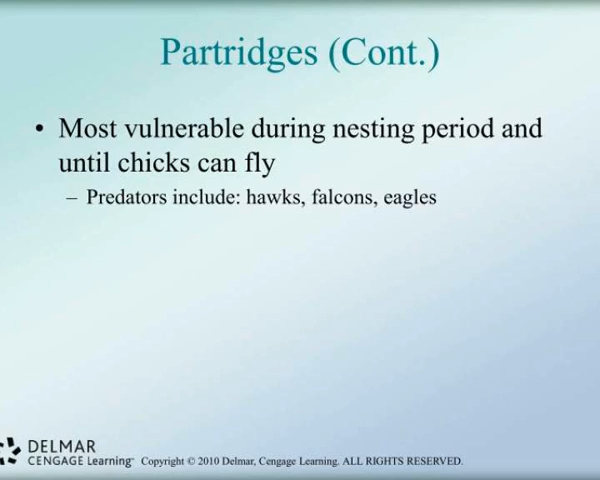 Partridges (Cont.)
• Most vulnerable during nesting period and
until chicks can fly
– Predators include: hawks, falcons, eagles
DELMAR
CENGAGE Learning™ Copyright © 2010 Delmar, Cengage Learning. ALL RIGHTS RESERVED.